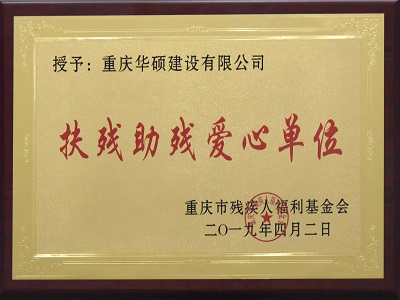 授予：重庆华硕建设有限公司
扶残助残爱心单位
重庆市残疾人福利基金会
二〇一九年四月二日